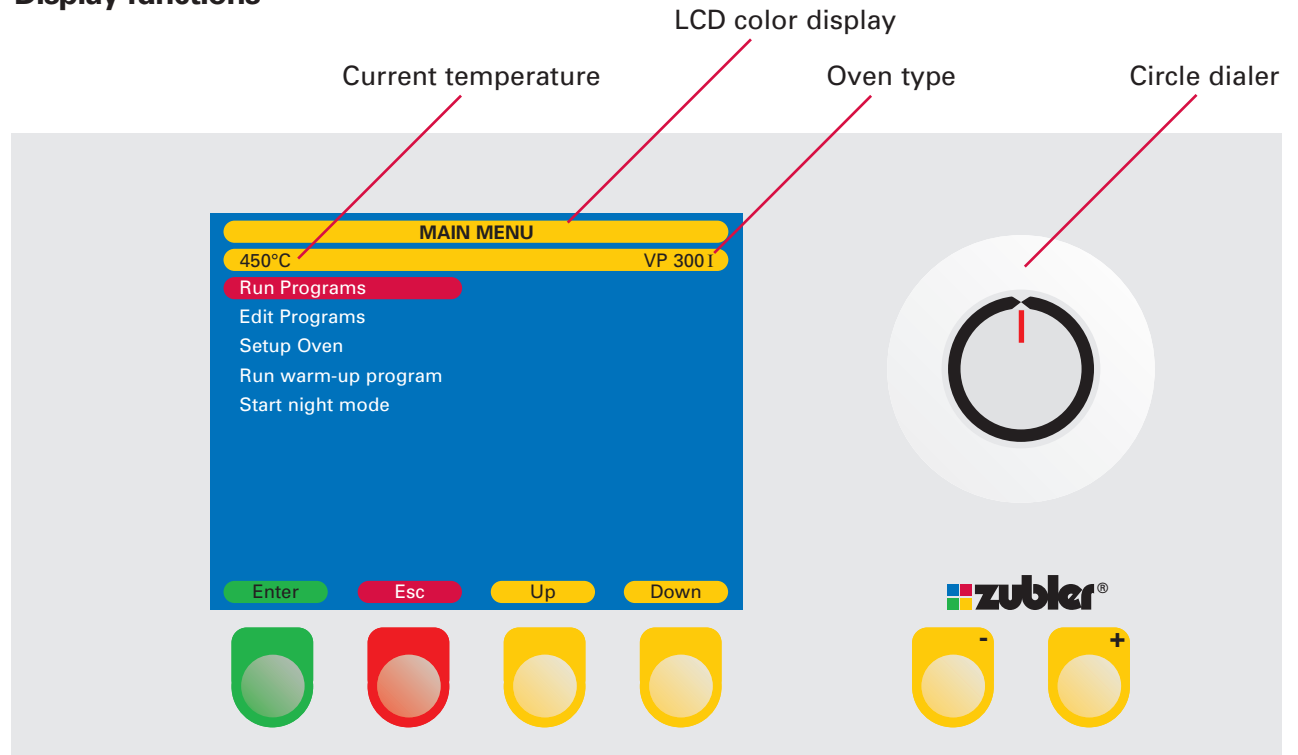 Display functions
LCD color display
Current temperature
Oven type
Circle dialer
MAIN MENU
450°C
VP 300 I
Run Programs
Edit Programs
Setup Oven
Run warm-up program
Start night mode
Enter
Esc
Up
Down
zubler®
-
+